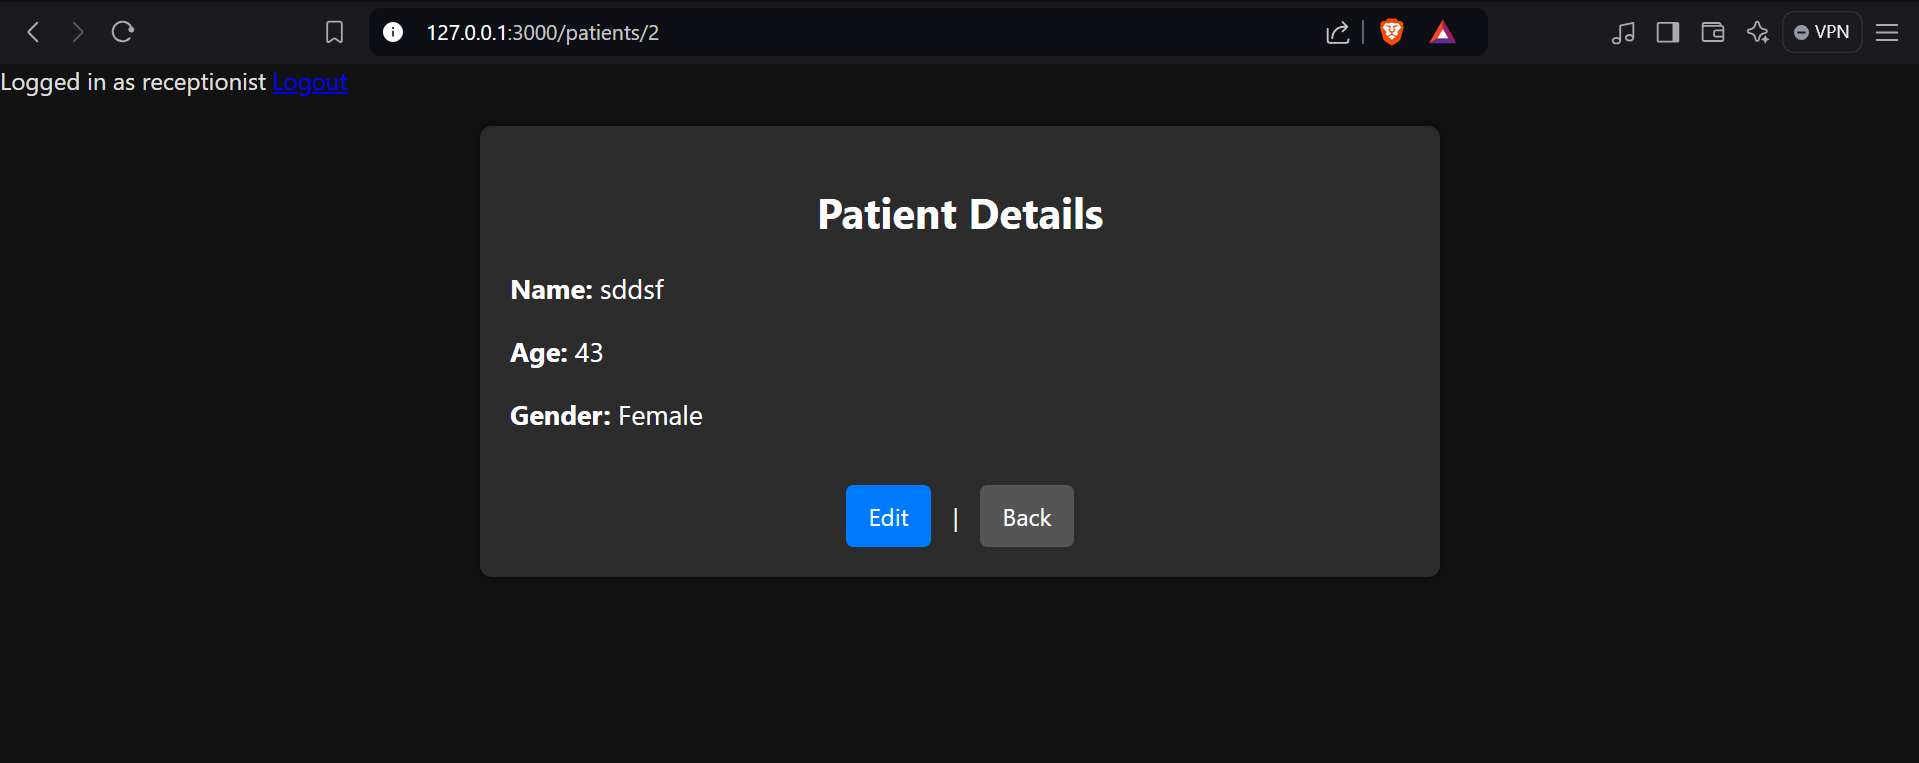 127.0.0.1:3000/patients/2
VPN
Logged in as receptionist Logout
Patient Details
Name: sddsf
Age: 43
Gender: Female
Edit | Back